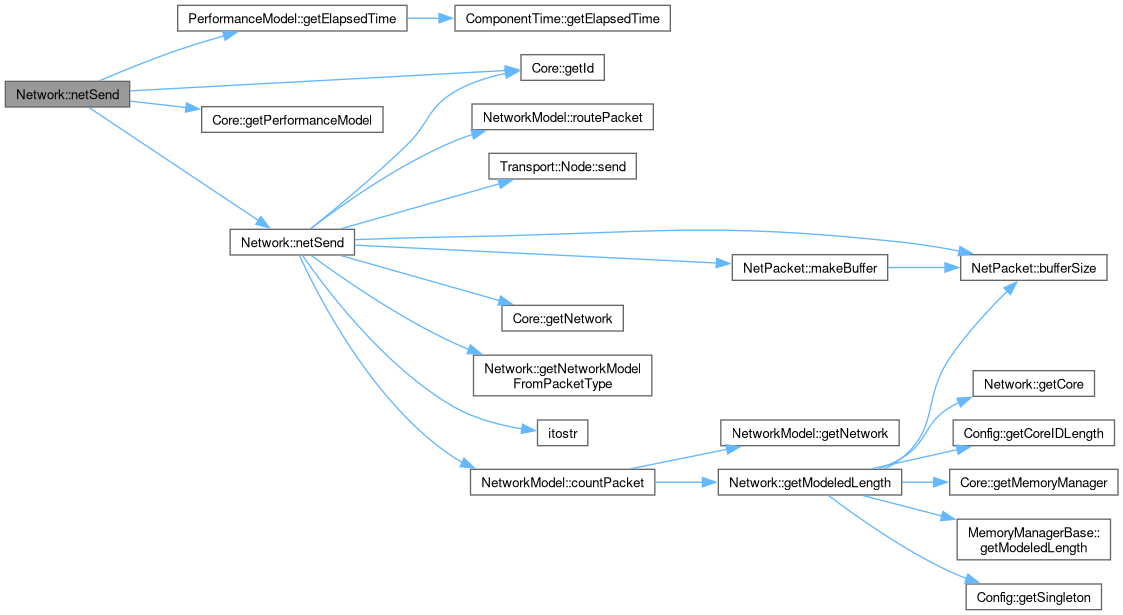 PerformanceModel::getElapsedTime
ComponentTime::getElapsedTime
Core::getId
Network::netSend
Core::getPerformanceModel
NetworkModel::routePacket
Transport::Node::send
Network::netSend
NetPacket::makeBuffer
NetPacket::bufferSize
Core::getNetwork
Network::getNetworkModel
FromPacketType
Network::getCore
itostr
NetworkModel::getNetwork
Config::getCoreIDLength
NetworkModel::countPacket
Network::getModeledLength
Core::getMemoryManager
MemoryManagerBase::
getModeledLength
Config::getSingleton